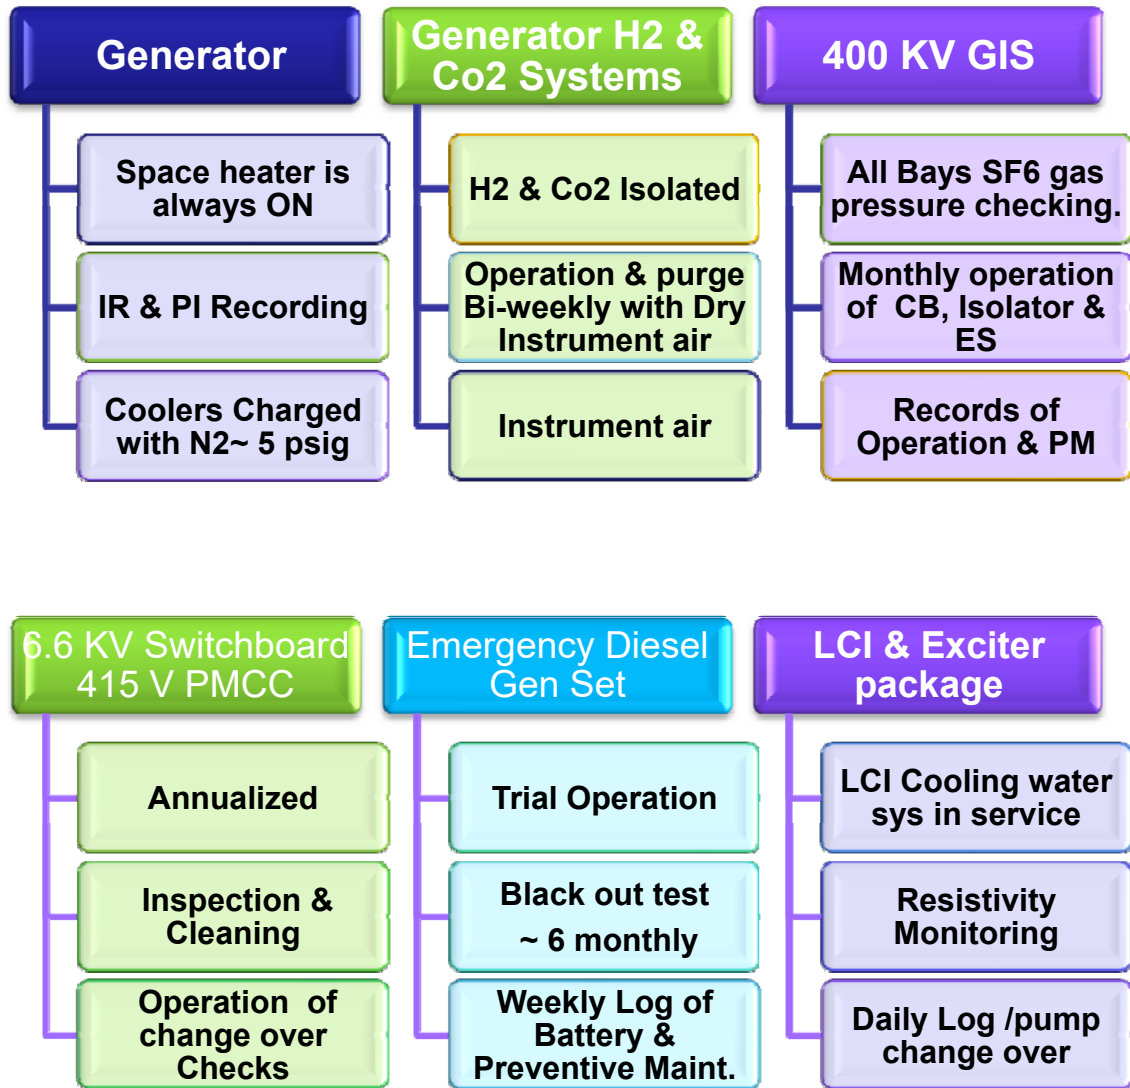 Generator
Space heater is
always ON
IR & PI Recording
Coolers Charged
with N2~ 5 psig
Generator H2 &
Co2 Systems
H2 & Co2 Isolated
Operation & purge
Bi-weekly with Dry
Instrument air
Instrument air
400 KV GIS
All Bays SF6 gas
pressure checking.
Monthly operation
of CB, Isolator &
ES
Records of
Operation & PM
6.6 KV Switchboard
415 V PMCC
Annualized
Inspection &
Cleaning
Operation of
change over
Checks
Emergency Diesel
Gen Set
Trial Operation
Black out test
~ 6 monthly
Weekly Log of
Battery &
Preventive Maint.
LCI & Exciter
package
LCI Cooling water
sys in service
Resistivity
Monitoring
Daily Log /pump
change over